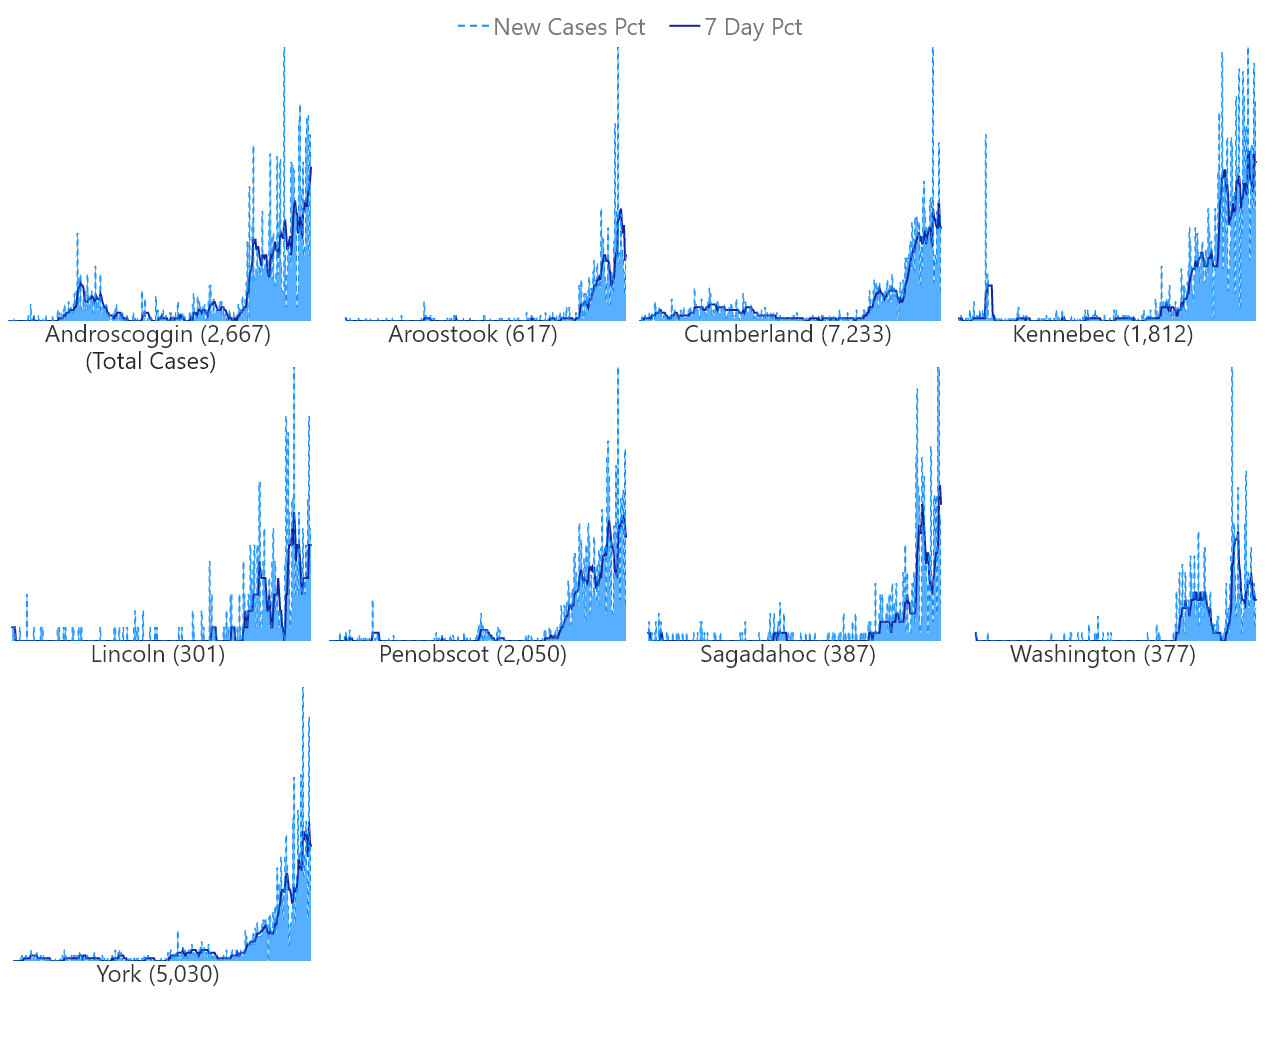 New Cases Pct 7 Day Pct
Androscoggin (2,667)
(Total Cases)
Aroostook (617)
Cumberland (7,233)
Kennebec (1,812)
Lincoln (301)
Penobscot (2,050)
Sagadahoc (387)
Washington (377)
York (5,030)